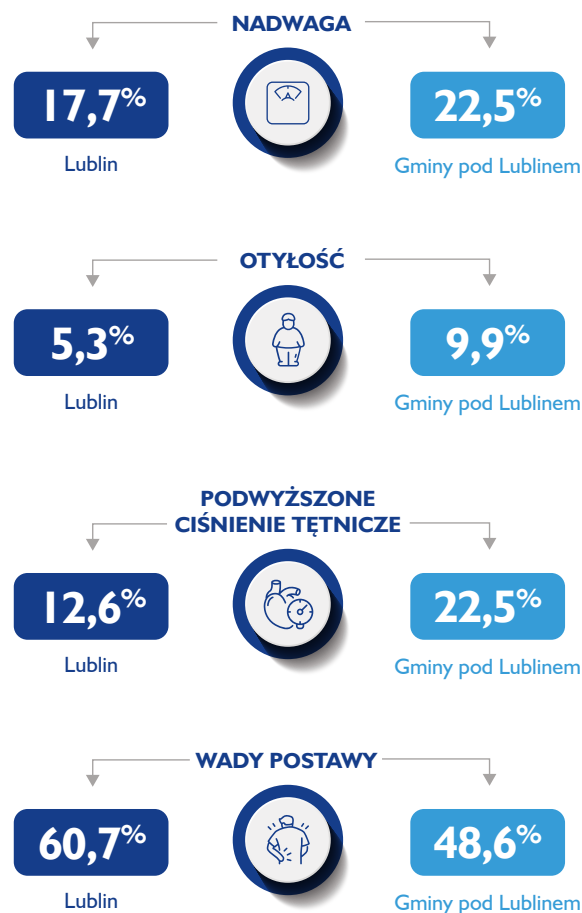 NADWAGA
17,7%
22,5%
Lublin
Gminy pod Lublinem
OTYŁOŚĆ
5,3%
9,9%
Lublin
Gminy pod Lublinem
PODWYŻSZONE
CIŚNIENIE TĘTNICZE
12,6%
22,5%
Lublin
Gminy pod Lublinem
WADY POSTAWY
60,7%
48,6%
Lublin
Gminy pod Lublinem